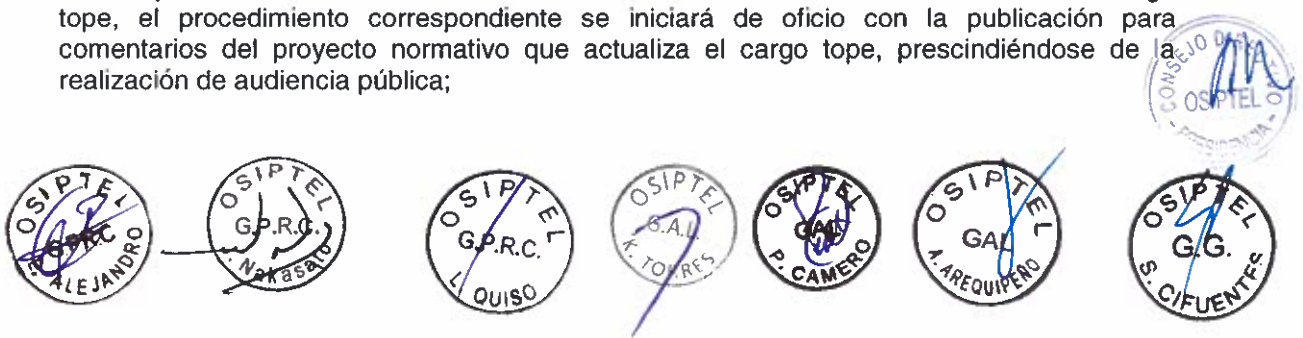 tope, el procedimiento correspondiente se iniciará de oficio con la publicación para
comentarios del proyecto normativo que actualiza el cargo tope, prescindiéndose de la
realización de audiencia pública;
CONSEJO
OSIPTEL
PRESIDENCIA
OSIPTEL
G.P.R.C
ALEJANDRO
OSIPTEL
G.P.R.C.
Nakasato
OSIPTEL
G.P.R.C.
L. QUISO
OSIPTEL
G.A.L.
K. TORRES
OSIPTEL
GAL
P. CAMERO
OSIPTEL
GAL
A. AREQUIPEÑO
OSIPTEL
G.G.
S. CIFUENTES